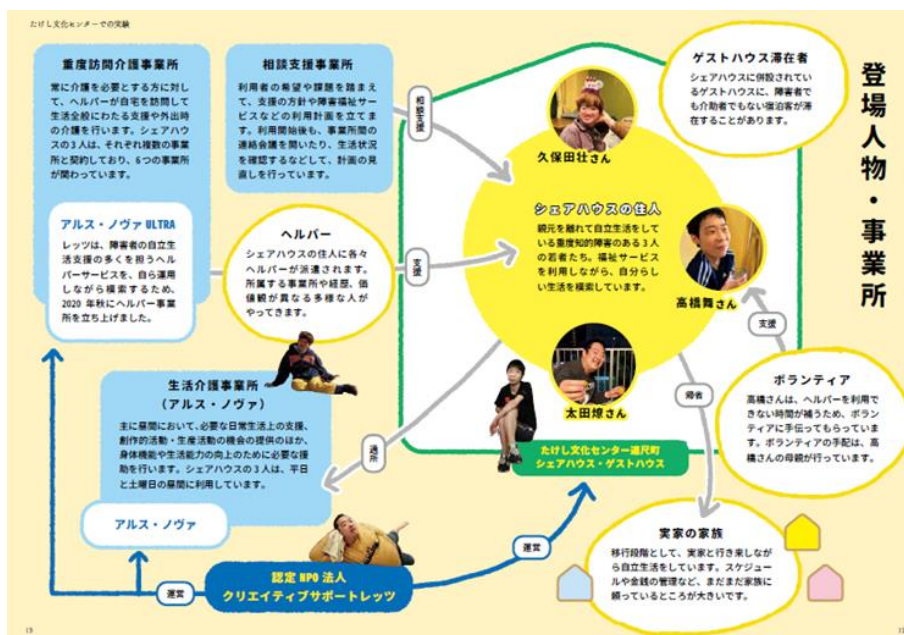 たけし文化センターでの実験
登場人物・事業所
重度訪問介護事業所
常に介護を必要とする方に対し
て、ヘルパーが自宅を訪問して
生活全般にわたる支援や外出時
の介護を行います。シェアハウ
スの3人は、それぞれ複数の事業
所と契約しており、6つの事業所
が関わっています。
アルス・ノヴァ ULTRA
レッツは、障害者の自立生
活支援の多くを担うヘル
パーサービスを、自ら運用
しながら模索するため、
2020年秋にヘルパー事業
所を立ち上げました。
相談支援事業所
利用者の希望や課題を踏まえ
て、支援の方針や障害福祉サー
ビスなどの利用計画を立てま
す。利用開始後も、事業所間の
連絡会議を開いたり、生活状況
を確認するなどして、計画の見
直しを行っています。
相談支援
ヘルパー
シェアハウスの住人に各々
ヘルパーが派遣されます。
所属する事業所や経歴、価
値観が異なる多様な人が
やってきます。
支援
久保田壮さん
シェアハウスの住人
親元を離れて自立生活をして
いる重度知的障害のある3人
の若者たち。福祉サービス
を利用しながら、自分らし
い生活を模索しています。
高橋舞さん
太田燎さん
ゲストハウス滞在者
シェアハウスに併設されてい
るゲストハウスに、障害者で
も介助者でもない宿泊客が滞
在することがあります。
支援
ボランティア
高橋さんは、ヘルパーを利用で
きない時間が補うため、ボラン
ティアに手伝ってもらっていま
す。ボランティアの手配は、高
橋さんの母親が行っています。
帰省
実家の家族
移行段階として、実家と行き来しなが
ら自立生活をしています。スケジュー
ルや金銭の管理など、まだまだ家族に
頼っているところが大きいです。
通所
生活介護事業所
(アルス・ノヴァ)
主に昼間において、必要な日常生活上の支援、
創作的活動・生産活動の機会の提供のほか、
身体機能や生活能力の向上のために必要な援
助を行います。シェアハウスの3人は、平日
と土曜日の昼間に利用しています。
アルス・ノヴァ
たけし文化センター連尺町
シェアハウス・ゲストハウス
運営
認定NPO法人
クリエイティブサポートレッツ
運営